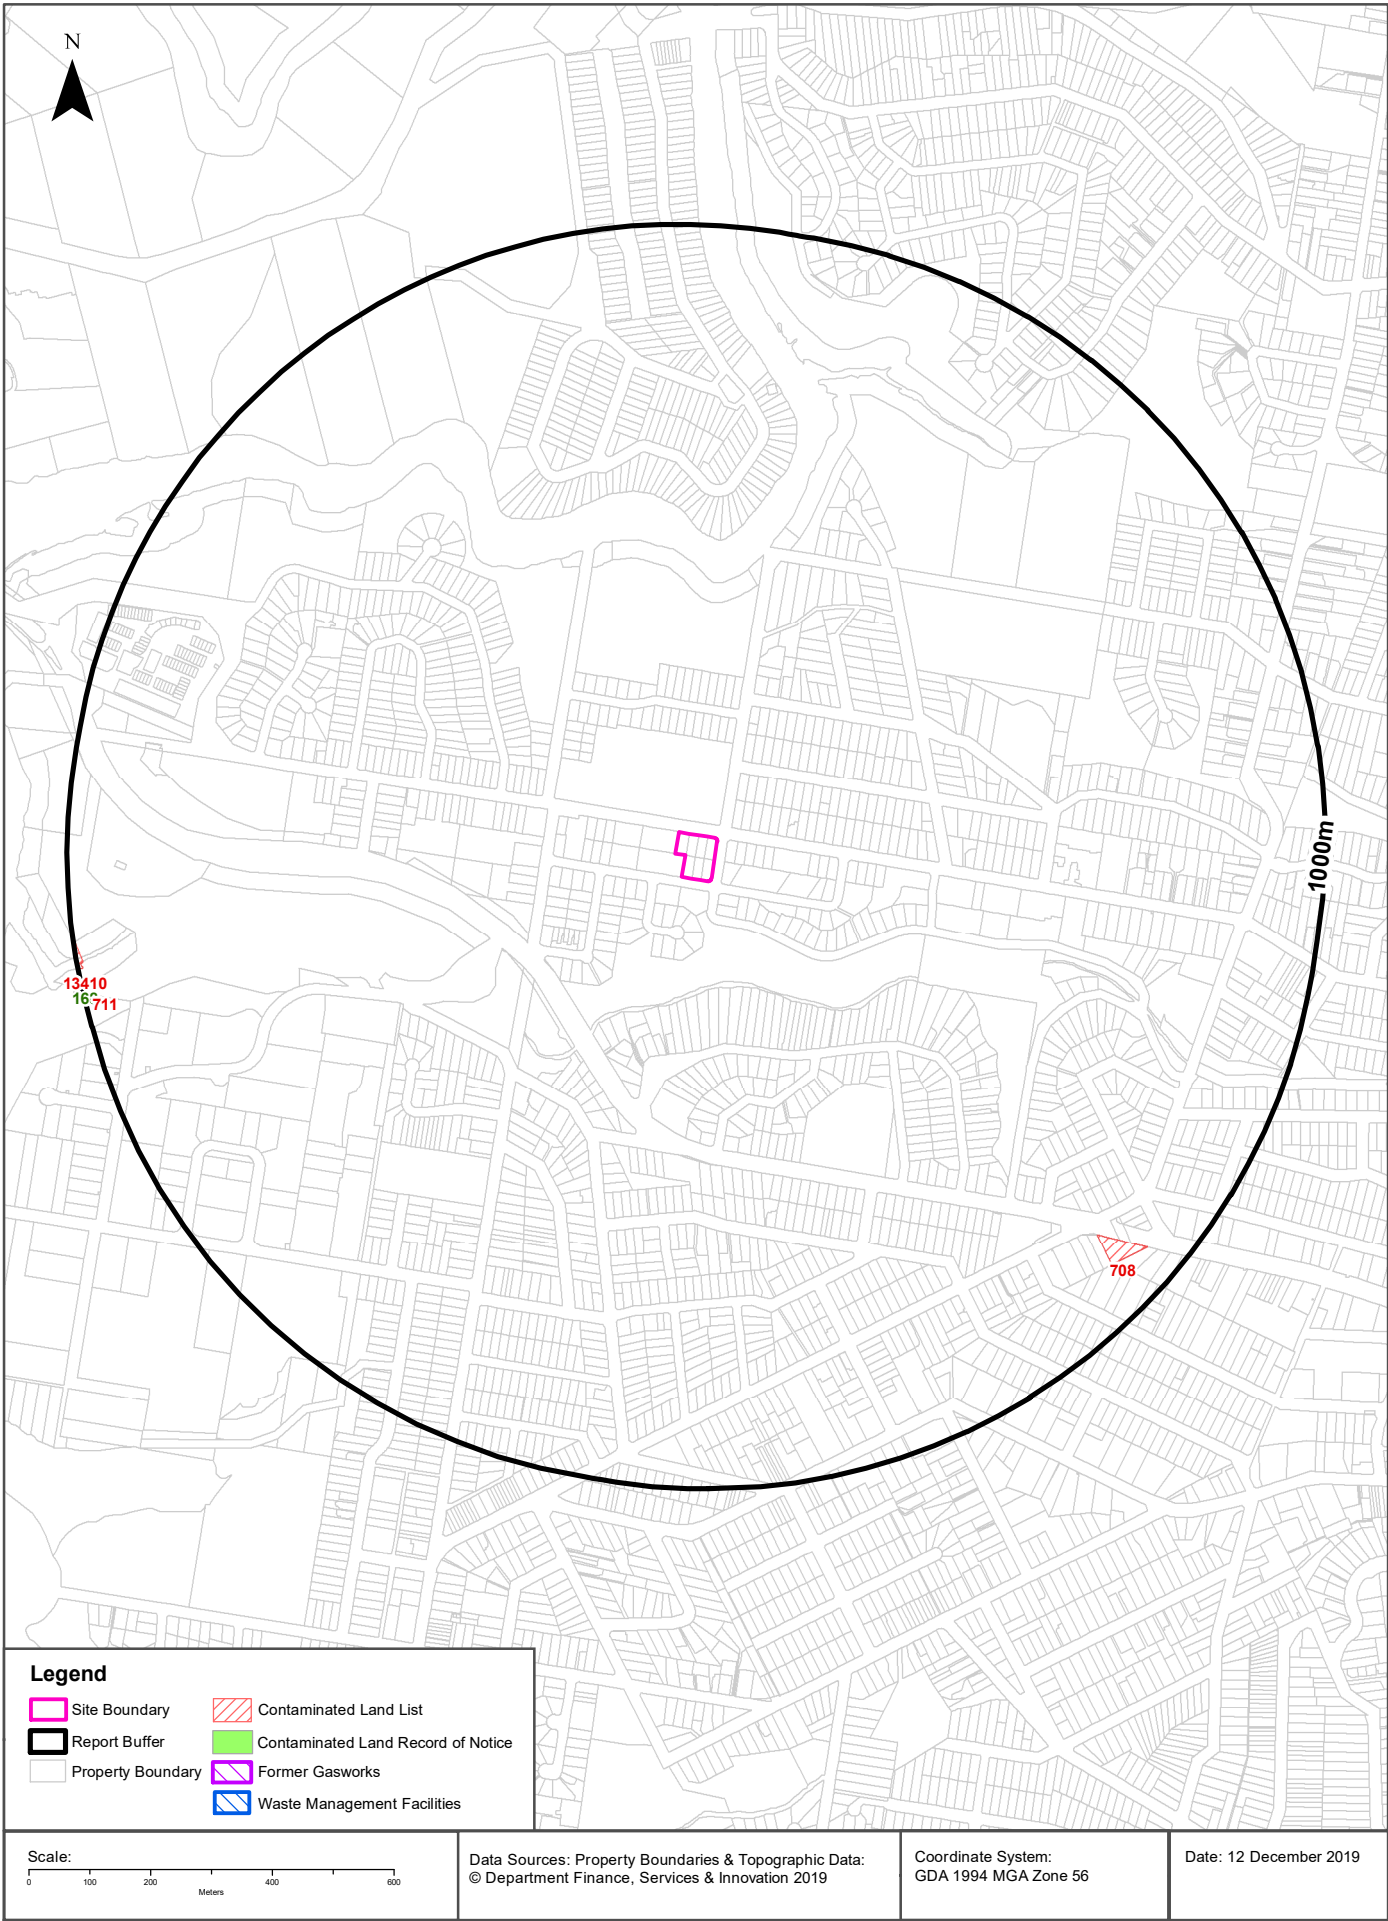 N
1000m
13410
711
708
Legend
Site Boundary
Report Buffer
Property Boundary
Contaminated Land List
Contaminated Land Record of Notice
Former Gasworks
Waste Management Facilities
Scale:
0 100 200 400 600
Meters
Data Sources: Property Boundaries & Topographic Data:
© Department Finance, Services & Innovation 2019
Coordinate System:
GDA 1994 MGA Zone 56
Date: 12 December 2019